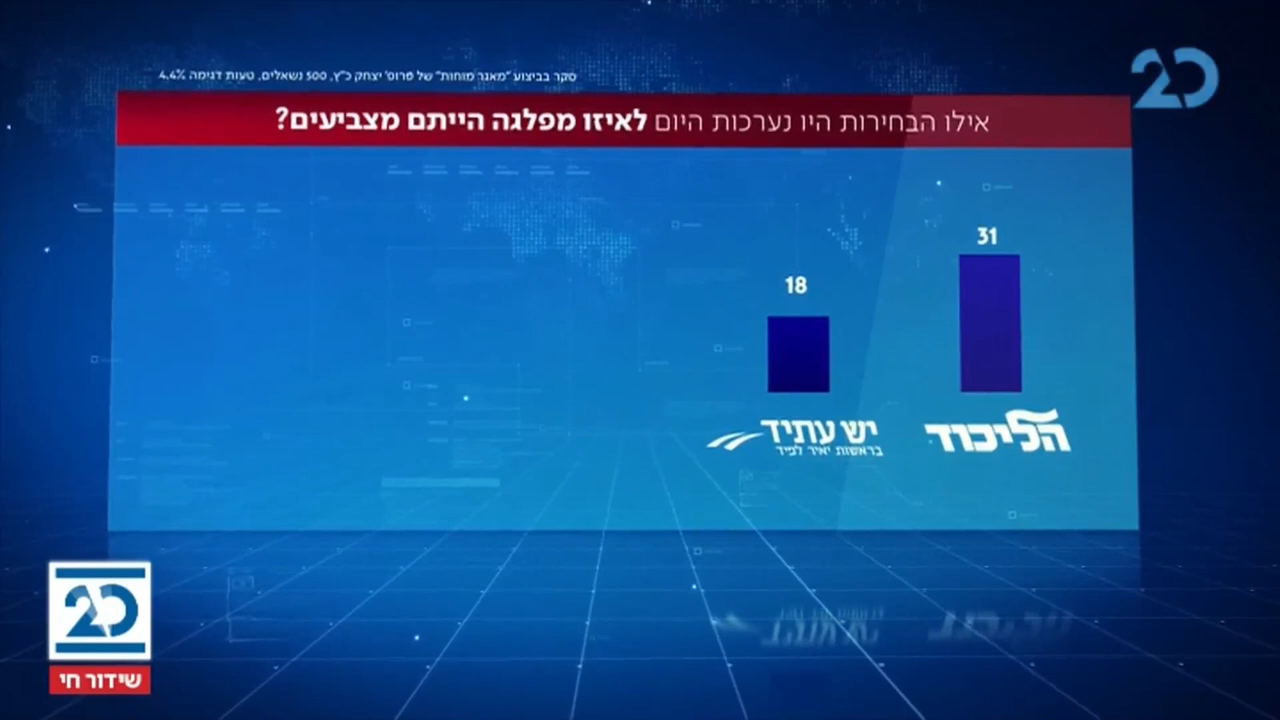 סקר בביצוע "מאגר מוחות" של פרופ' יצחק כ"ץ, 500 נשאלים, טעות דגימה 4.4%
20
אילו הבחירות היו נערכות היום לאיזו מפלגה הייתם מצביעים?
31
18
הליכוד
יש עתיד
בראשות יאיר לפיד
20
שידור חי